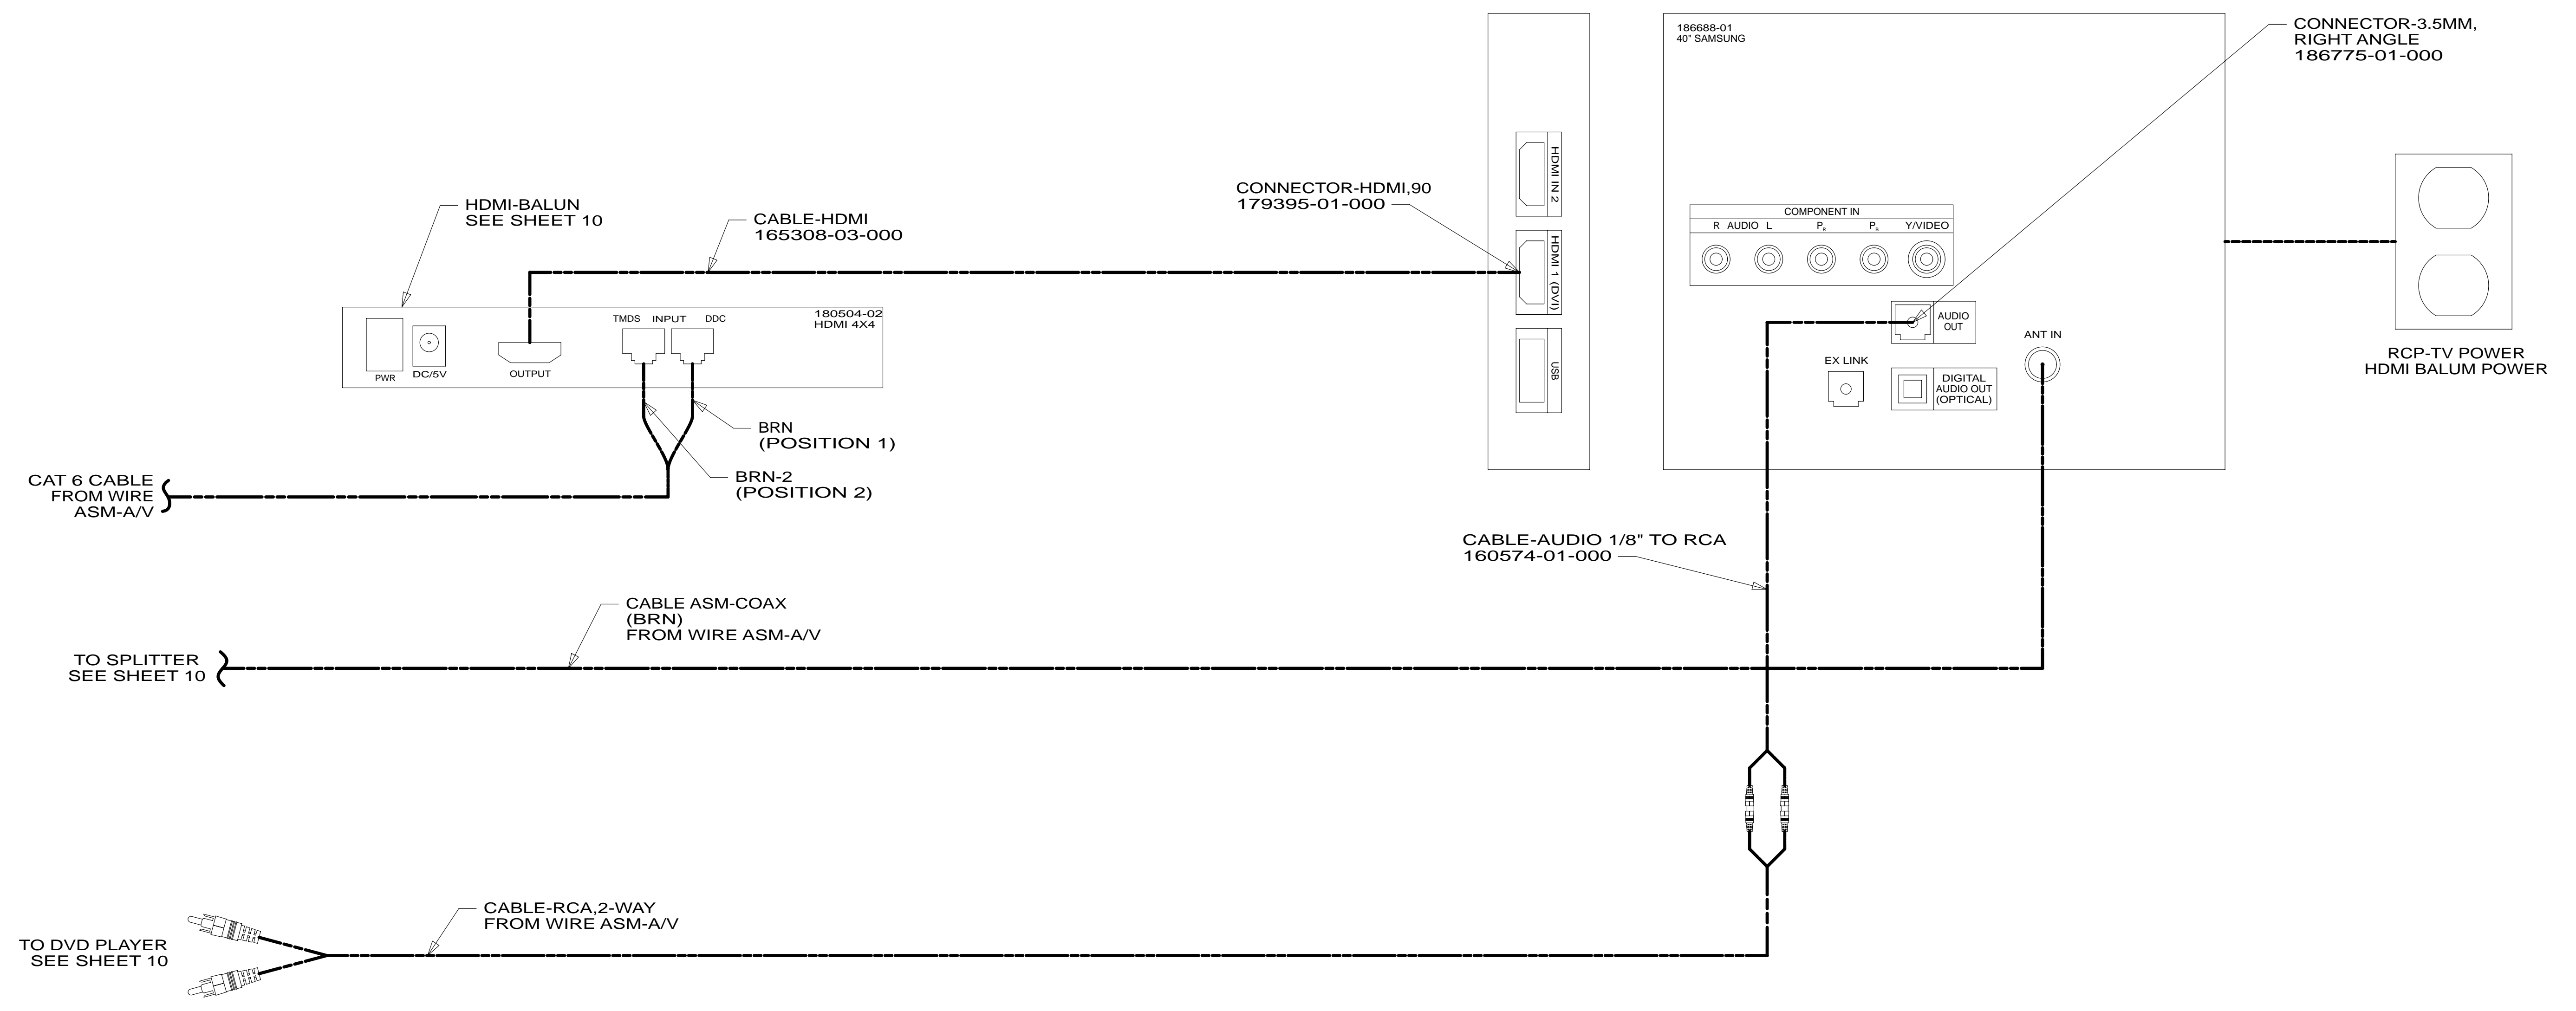 186688-01
40" SAMSUNG
CONNECTOR-3.5MM,
RIGHT ANGLE
186775-01-000
HDMI IN 2
HDMI 1 (DVI)
USB
CONNECTOR-HDMI,90
179395-01-000
HDMI-BALUN
SEE SHEET 10
CABLE-HDMI
165308-03-000
COMPONENT IN
R AUDIO L PR PB Y/VIDEO
AUDIO
OUT
ANT IN
EX LINK
DIGITAL
AUDIO OUT
(OPTICAL)
RCP-TV POWER
HDMI BALUM POWER
180504-02
HDMI 4X4
TMDS INPUT DDC
PWR
DC/5V
OUTPUT
BRN
(POSITION 1)
BRN-2
(POSITION 2)
CAT 6 CABLE
FROM WIRE
ASM-A/V
CABLE-AUDIO 1/8" TO RCA
160574-01-000
CABLE ASM-COAX
(BRN)
FROM WIRE ASM-A/V
TO SPLITTER
SEE SHEET 10
CABLE-RCA,2-WAY
FROM WIRE ASM-A/V
TO DVD PLAYER
SEE SHEET 10